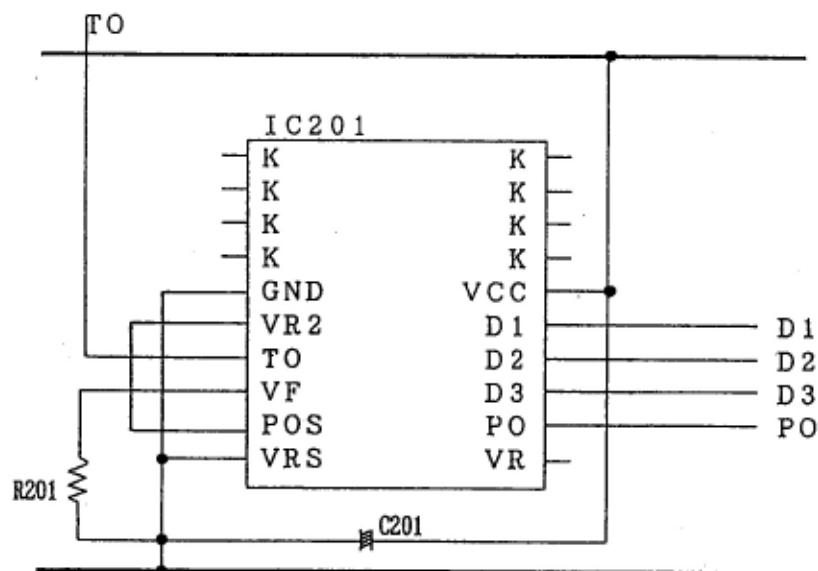 TO
IC201
K K
K K
K K
K K
GND VCC
VR2 D1 D1
TO D2 D2
VF D3 D3
POS PO PO
VRS VR
R201
C201